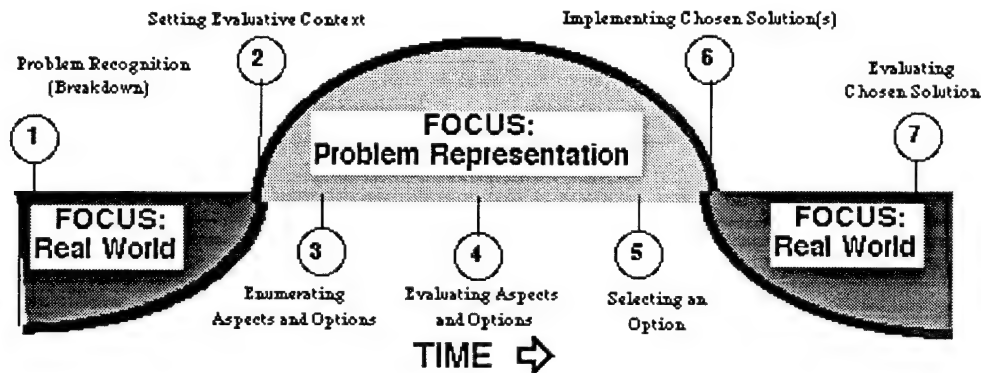 Setting Evaluative Context
Implementing Chosen Solution(s)
Problem Recognition
(Breakdown)
Evaluating
Chosen Solution
2
6
1
7
FOCUS:
Problem Representation
FOCUS:
Real World
FOCUS:
Real World
3
4
5
Enumerating
Aspects and Options
Evaluating Aspects
and Options
Selecting an
Option
TIME